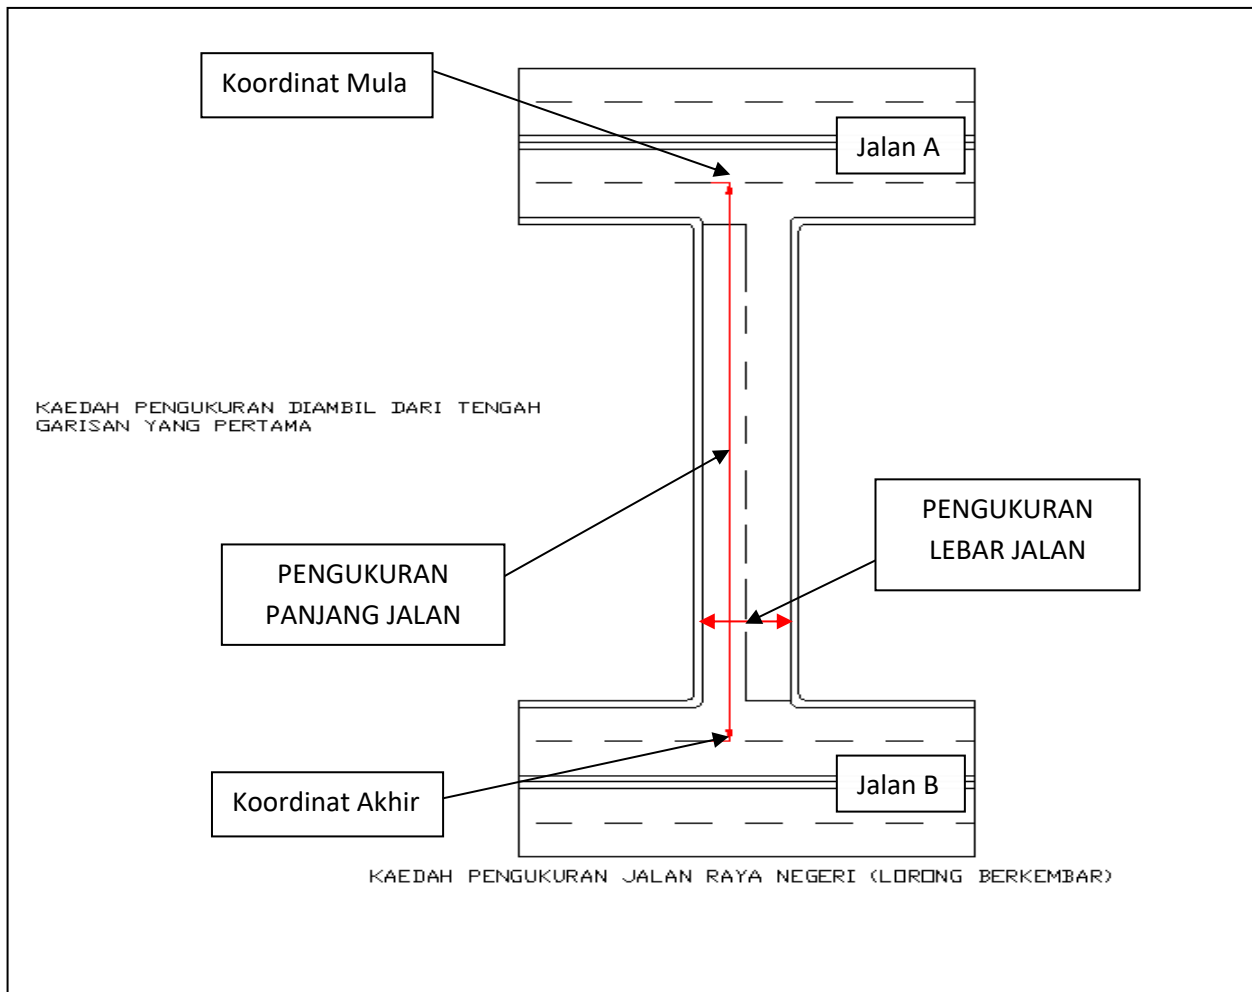 Koordinat Mula
Jalan A
KAEDAH PENGUKURAN DIAMBIL DARI TENGAH
GARISAN YANG PERTAMA
PENGUKURAN
LEBAR JALAN
PENGUKURAN
PANJANG JALAN
Koordinat Akhir
Jalan B
KAEDAH PENGUKURAN JALAN RAYA NEGERI (LORONG BERKEMBAR)